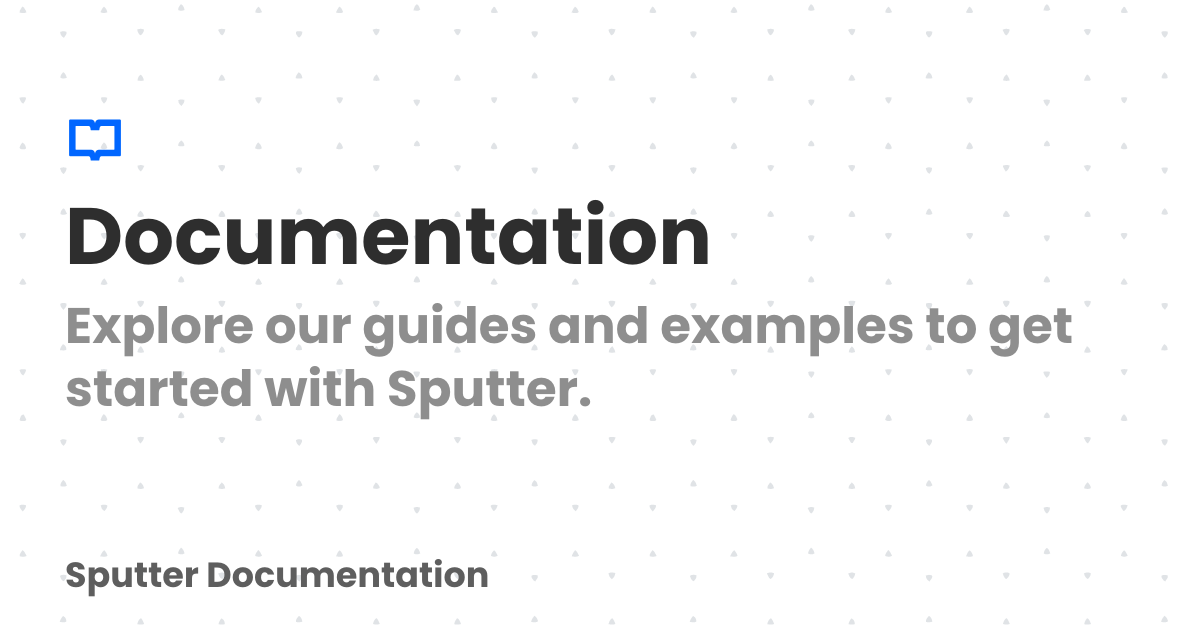 Documentation
Explore our guides and examples to get
started with Sputter.
Sputter Documentation